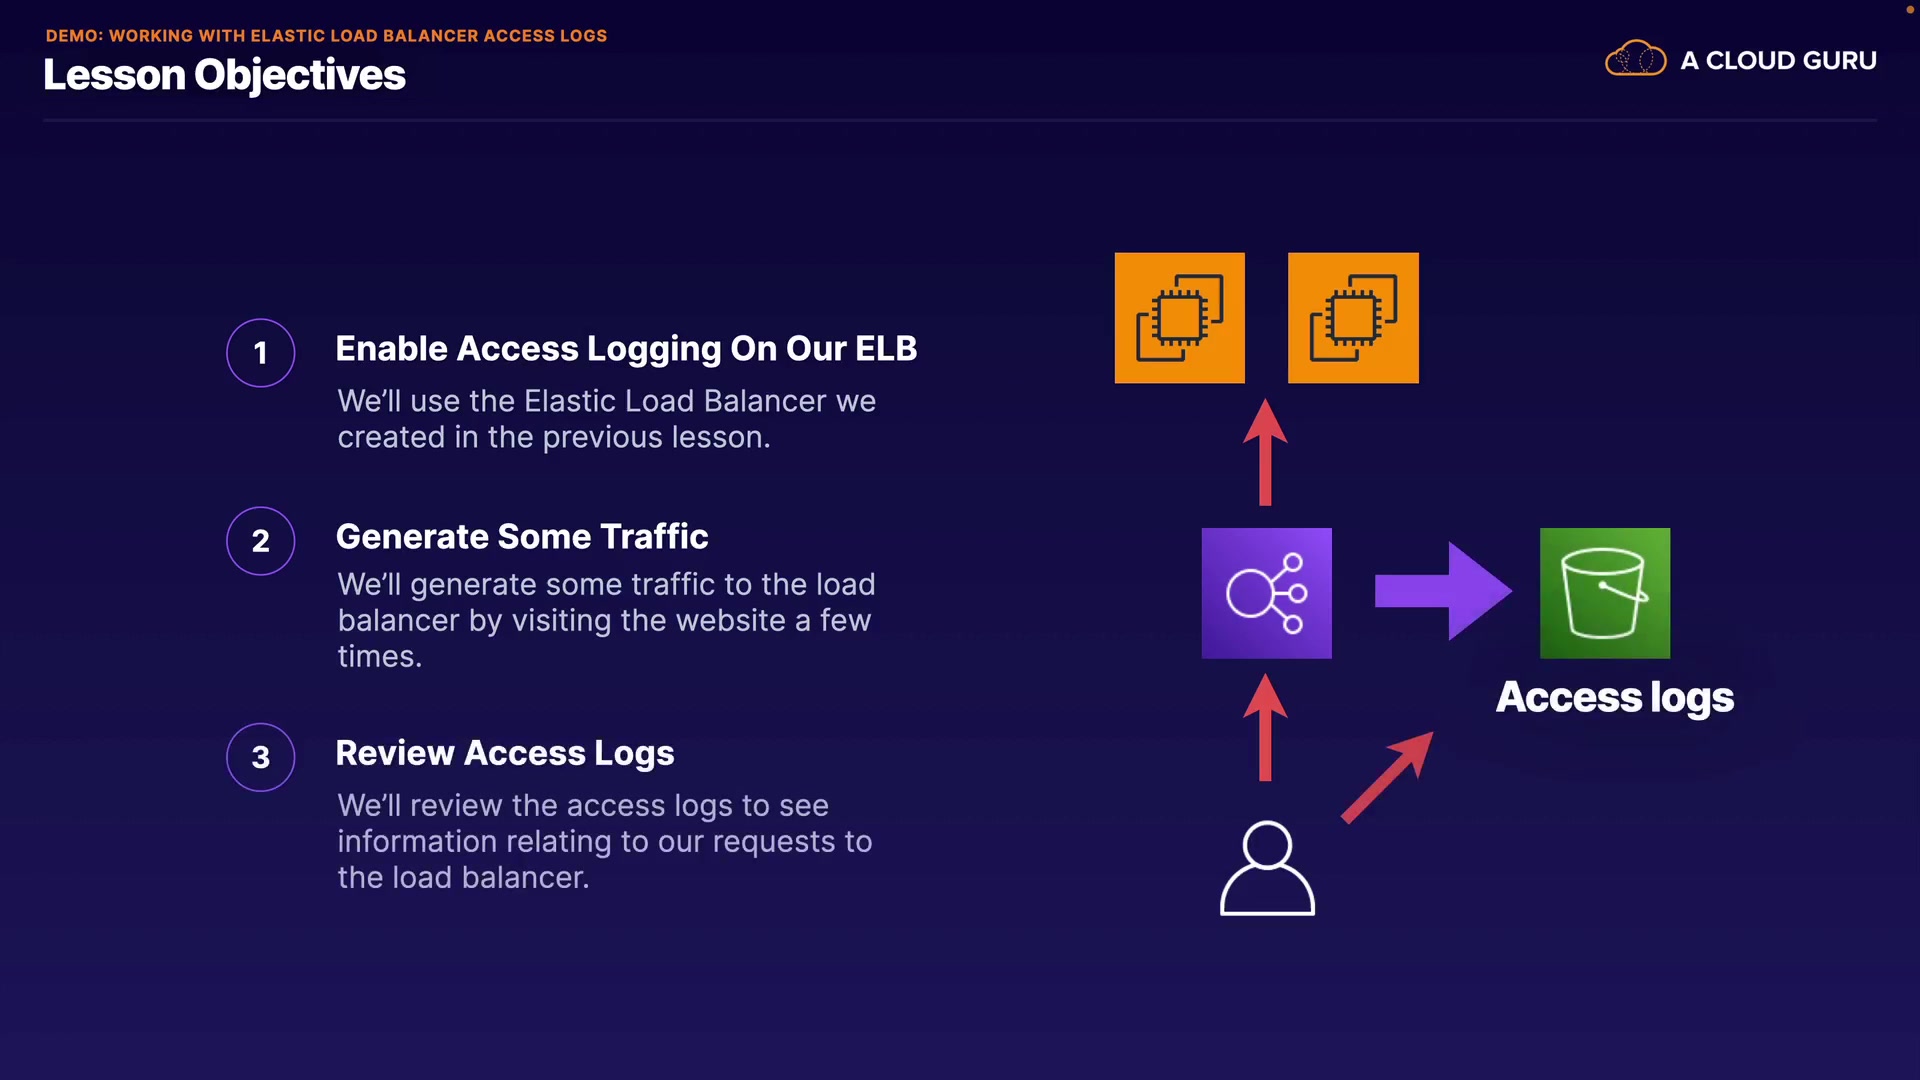 DEMO: WORKING WITH ELASTIC LOAD BALANCER ACCESS LOGS
Lesson Objectives
A CLOUD GURU
1
Enable Access Logging On Our ELB
We’ll use the Elastic Load Balancer we
created in the previous lesson.
2
Generate Some Traffic
We’ll generate some traffic to the load
balancer by visiting the website a few
times.
3
Review Access Logs
We’ll review the access logs to see
information relating to our requests to
the load balancer.
Access logs